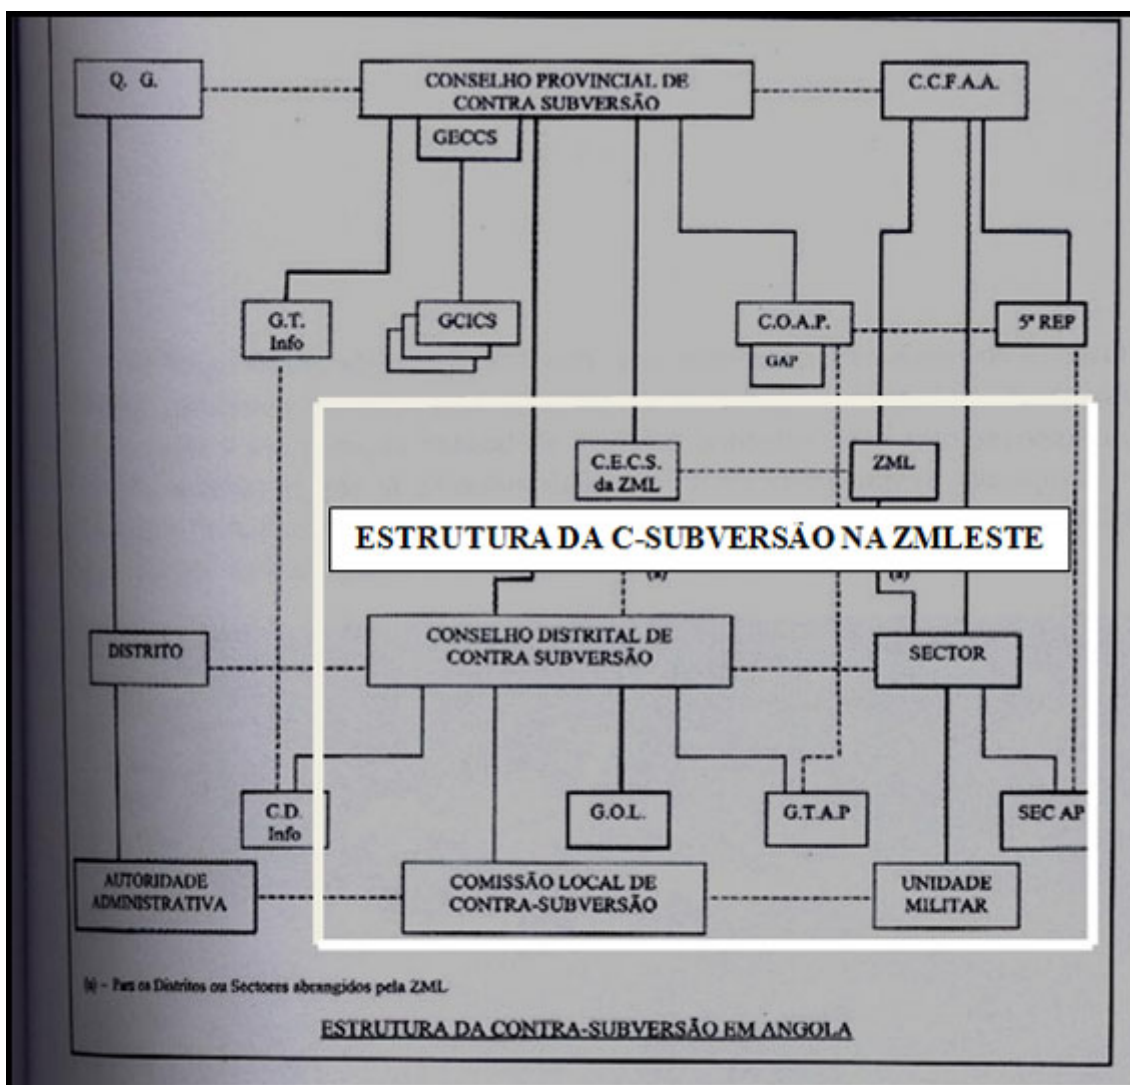 Q. G.
CONSELHO PROVINCIAL DE
CONTRA SUBVERSÃO
C.C.F.A.A.
GECCS
G.T.
Info
GCICS
C.O.A.P.
GAP
5ª REP
C.E.C.S.
da ZML
ZML
ESTRUTURA DA C-SUBVERSÃO NA ZMLESTE
(a)
(a)
DISTRITO
CONSELHO DISTRITAL DE
CONTRA SUBVERSÃO
SECTOR
C.D.
Info
G.O.L.
G.T.A.P
SEC AP
AUTORIDADE
ADMINISTRATIVA
COMISSÃO LOCAL DE
CONTRA-SUBVERSÃO
UNIDADE
MILITAR
(a) – Para os Distritos ou Sectores abrangidos pela ZML
ESTRUTURA DA CONTRA-SUBVERSÃO EM ANGOLA